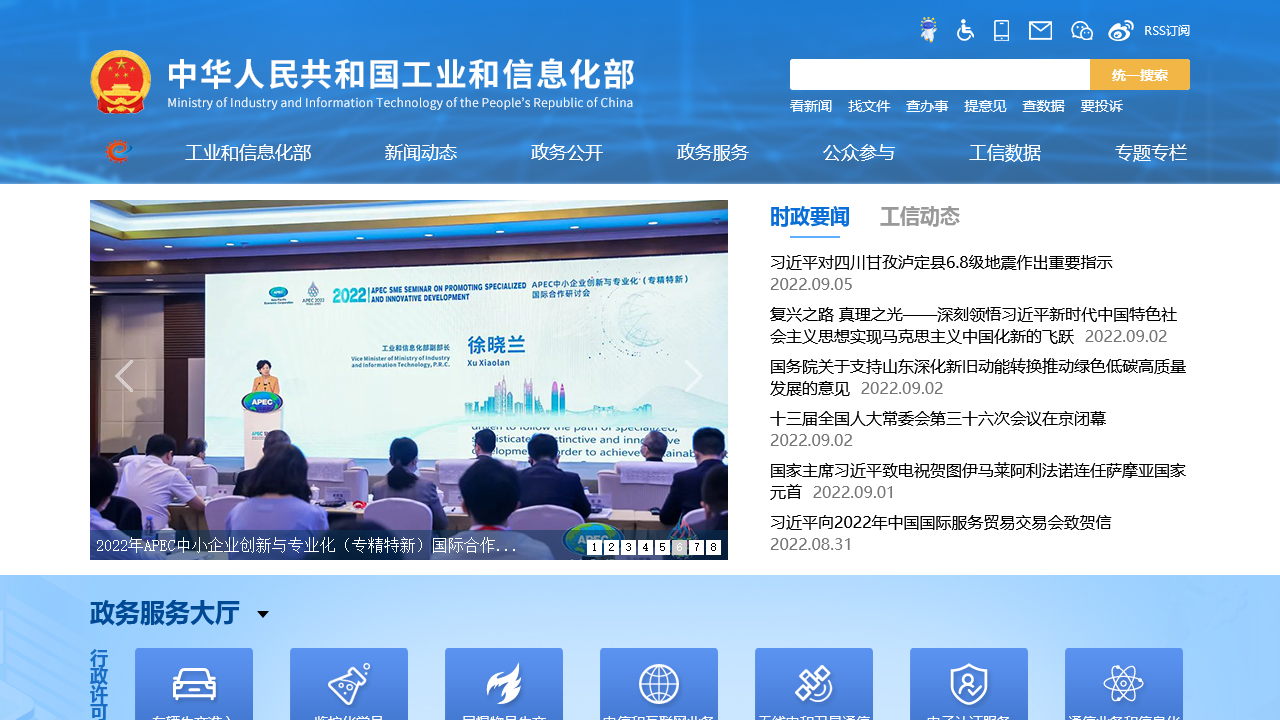 RSS订阅
中华人民共和国工业和信息化部
Ministry of Industry and Information Technology of the People's Republic of China
统一搜索
看新闻 找文件 查办事 提意见 查数据 要投诉
工业和信息化部 新闻动态 政务公开 政务服务 公众参与 工信数据 专题专栏
2022 APEC SME SEMINAR ON PROMOTING SPECIALIZED
AND INNOVATIVE DEVELOPMENT
APEC中小企业创新与专业化(专精特新)
国际合作研讨会
工业和信息化部副部长
Vice Minister of Ministry of Industry
and Information Technology, P.R.C.
徐晓兰
Xu Xiaolan
APEC
APEC
2022年APEC中小企业创新与专业化（专精特新）国际合作...
1 2 3 4 5 6 7 8
时政要闻 工信动态
习近平对四川甘孜泸定县6.8级地震作出重要指示
2022.09.05
复兴之路 真理之光——深刻领悟习近平新时代中国特色社
会主义思想实现马克思主义中国化新的飞跃 2022.09.02
国务院关于支持山东深化新旧动能转换推动绿色低碳高质量
发展的意见 2022.09.02
十三届全国人大常委会第三十六次会议在京闭幕
2022.09.02
国家主席习近平致电祝贺图伊马莱阿利法诺连任萨摩亚国家
元首 2022.09.01
习近平向2022年中国国际服务贸易交易会致贺信
2022.08.31
政务服务大厅
行政许可